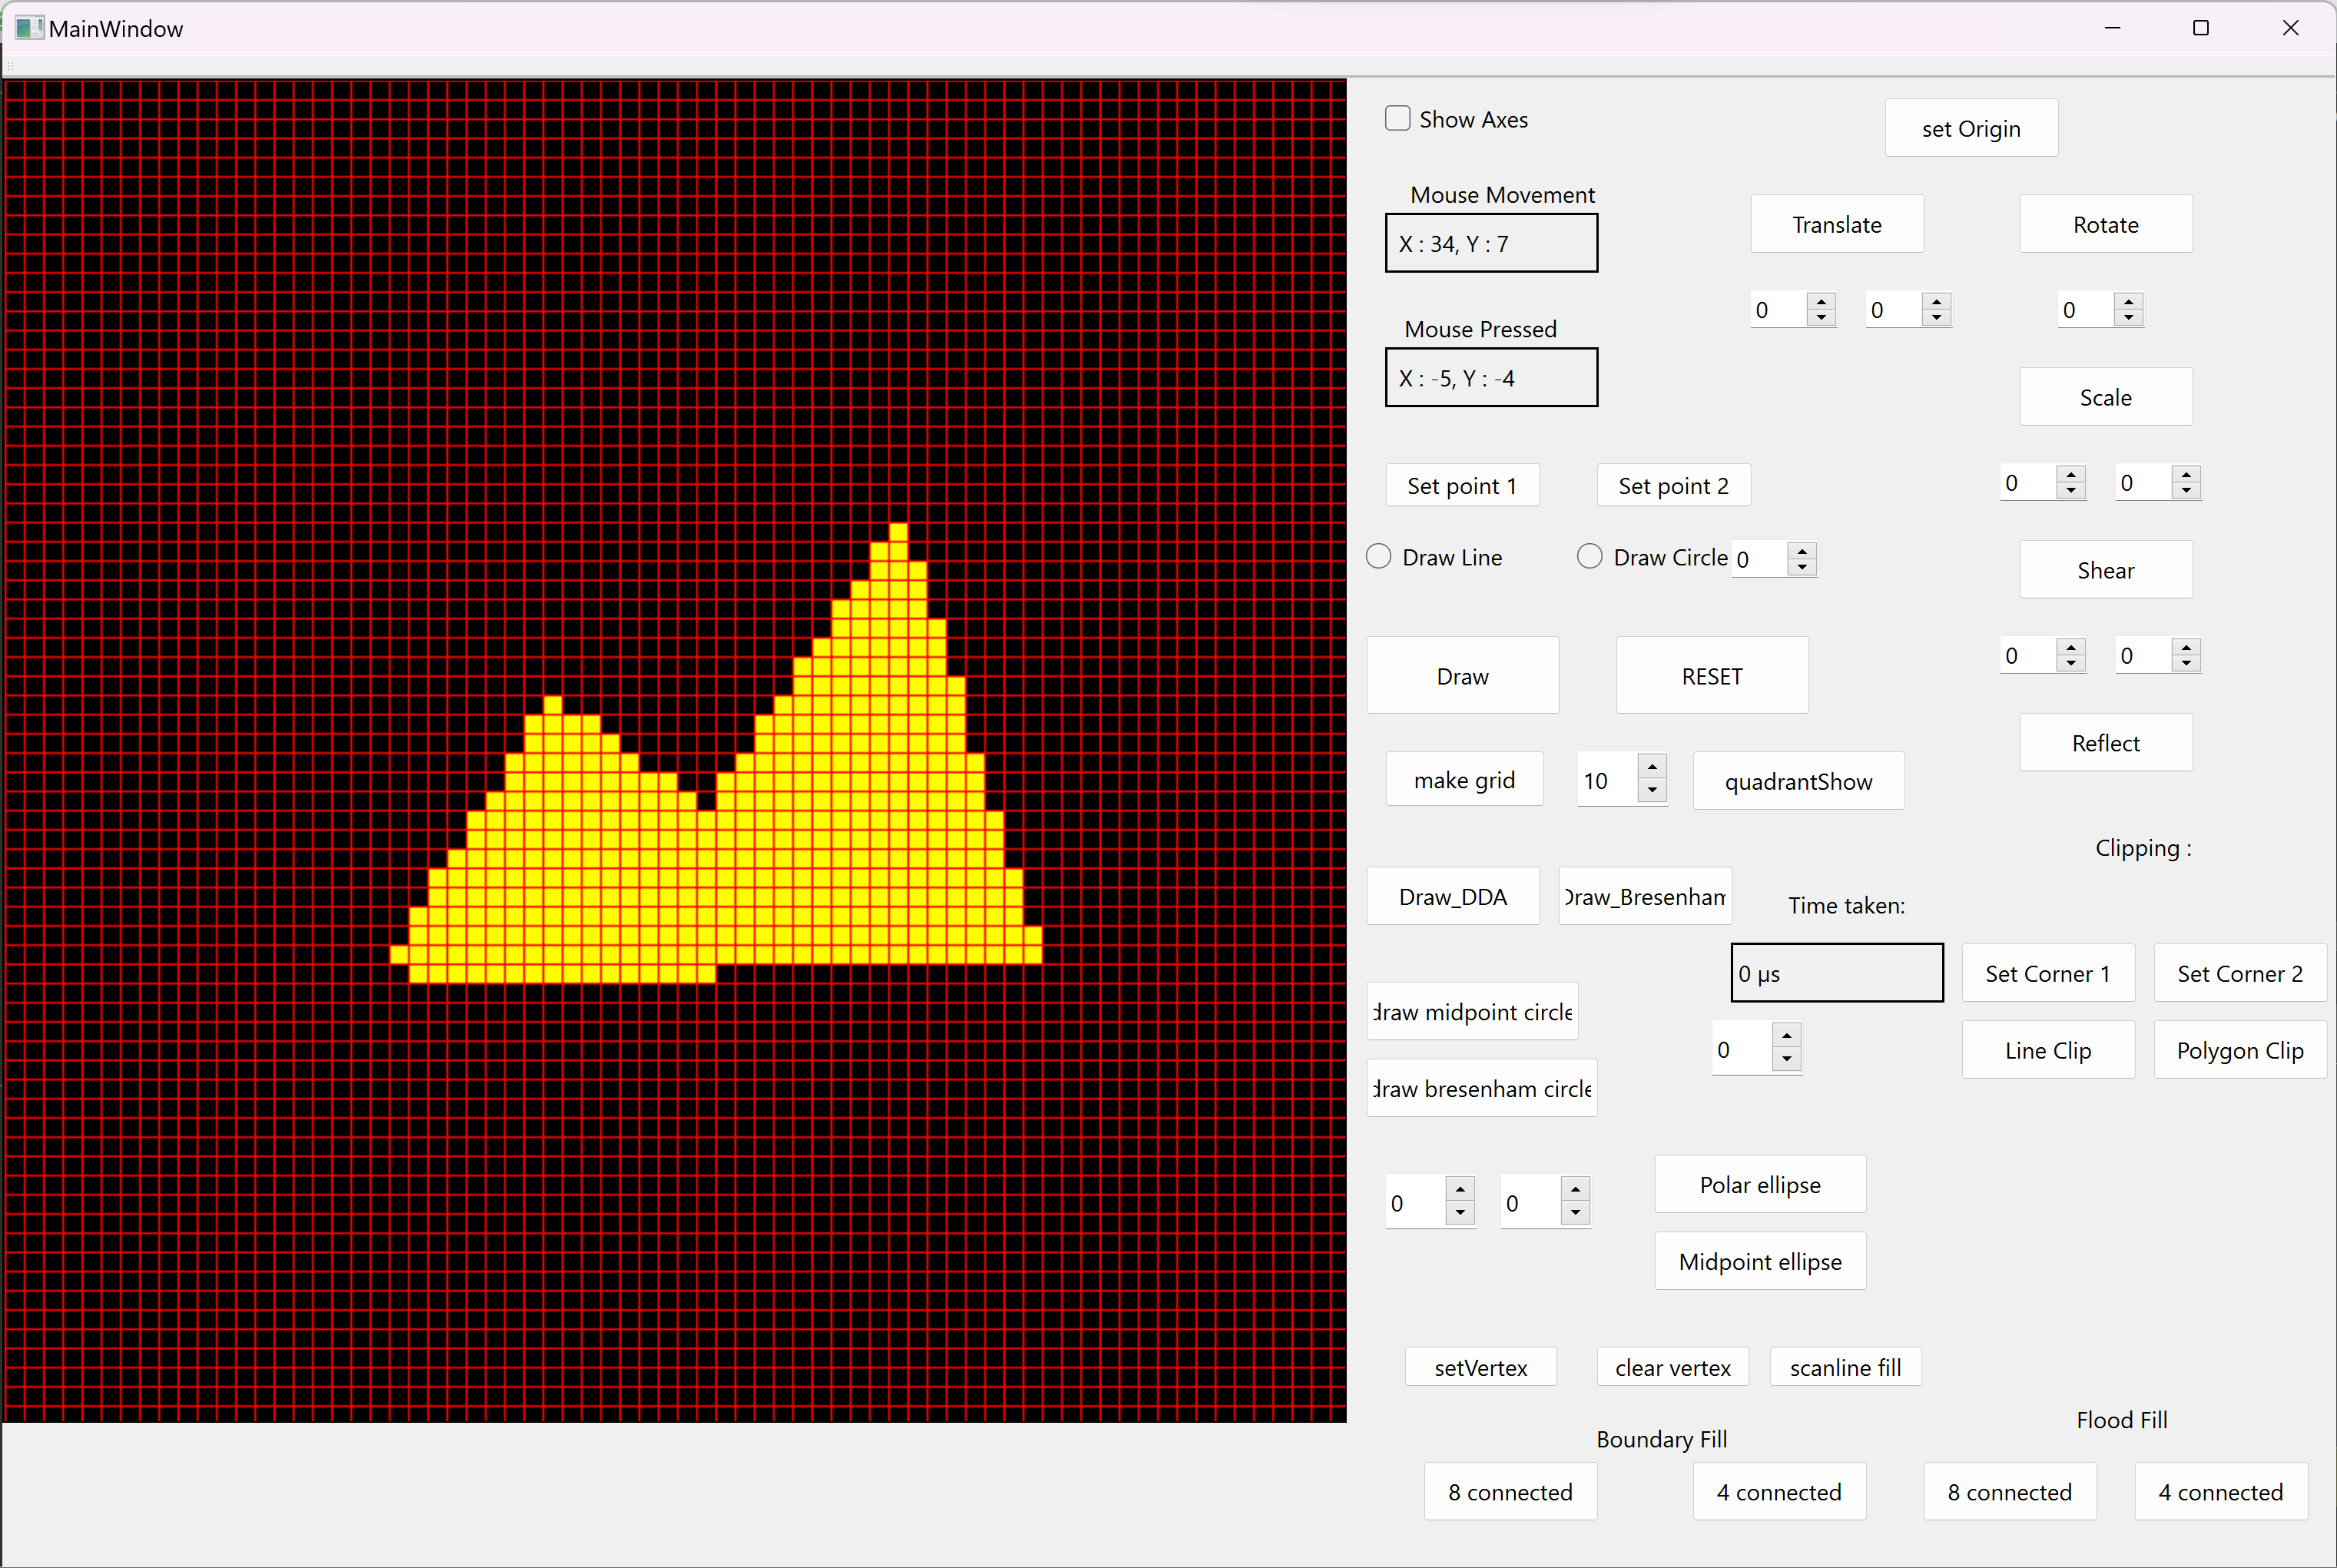 MainWindow
Show Axes
set Origin
Mouse Movement
Translate
Rotate
X : 34, Y : 7
0
0
0
Mouse Pressed
X : -5, Y : -4
Scale
Set point 1
Set point 2
0
0
Draw Line
Draw Circle
0
Shear
Draw
RESET
0
0
Reflect
make grid
10
quadrantShow
Clipping :
Draw_DDA
Draw_Bresenham
Time taken:
0 µs
Set Corner 1
Set Corner 2
draw midpoint circle
0
Line Clip
Polygon Clip
draw bresenham circle
0
0
Polar ellipse
Midpoint ellipse
setVertex
clear vertex
scanline fill
Flood Fill
Boundary Fill
8 connected
4 connected
8 connected
4 connected